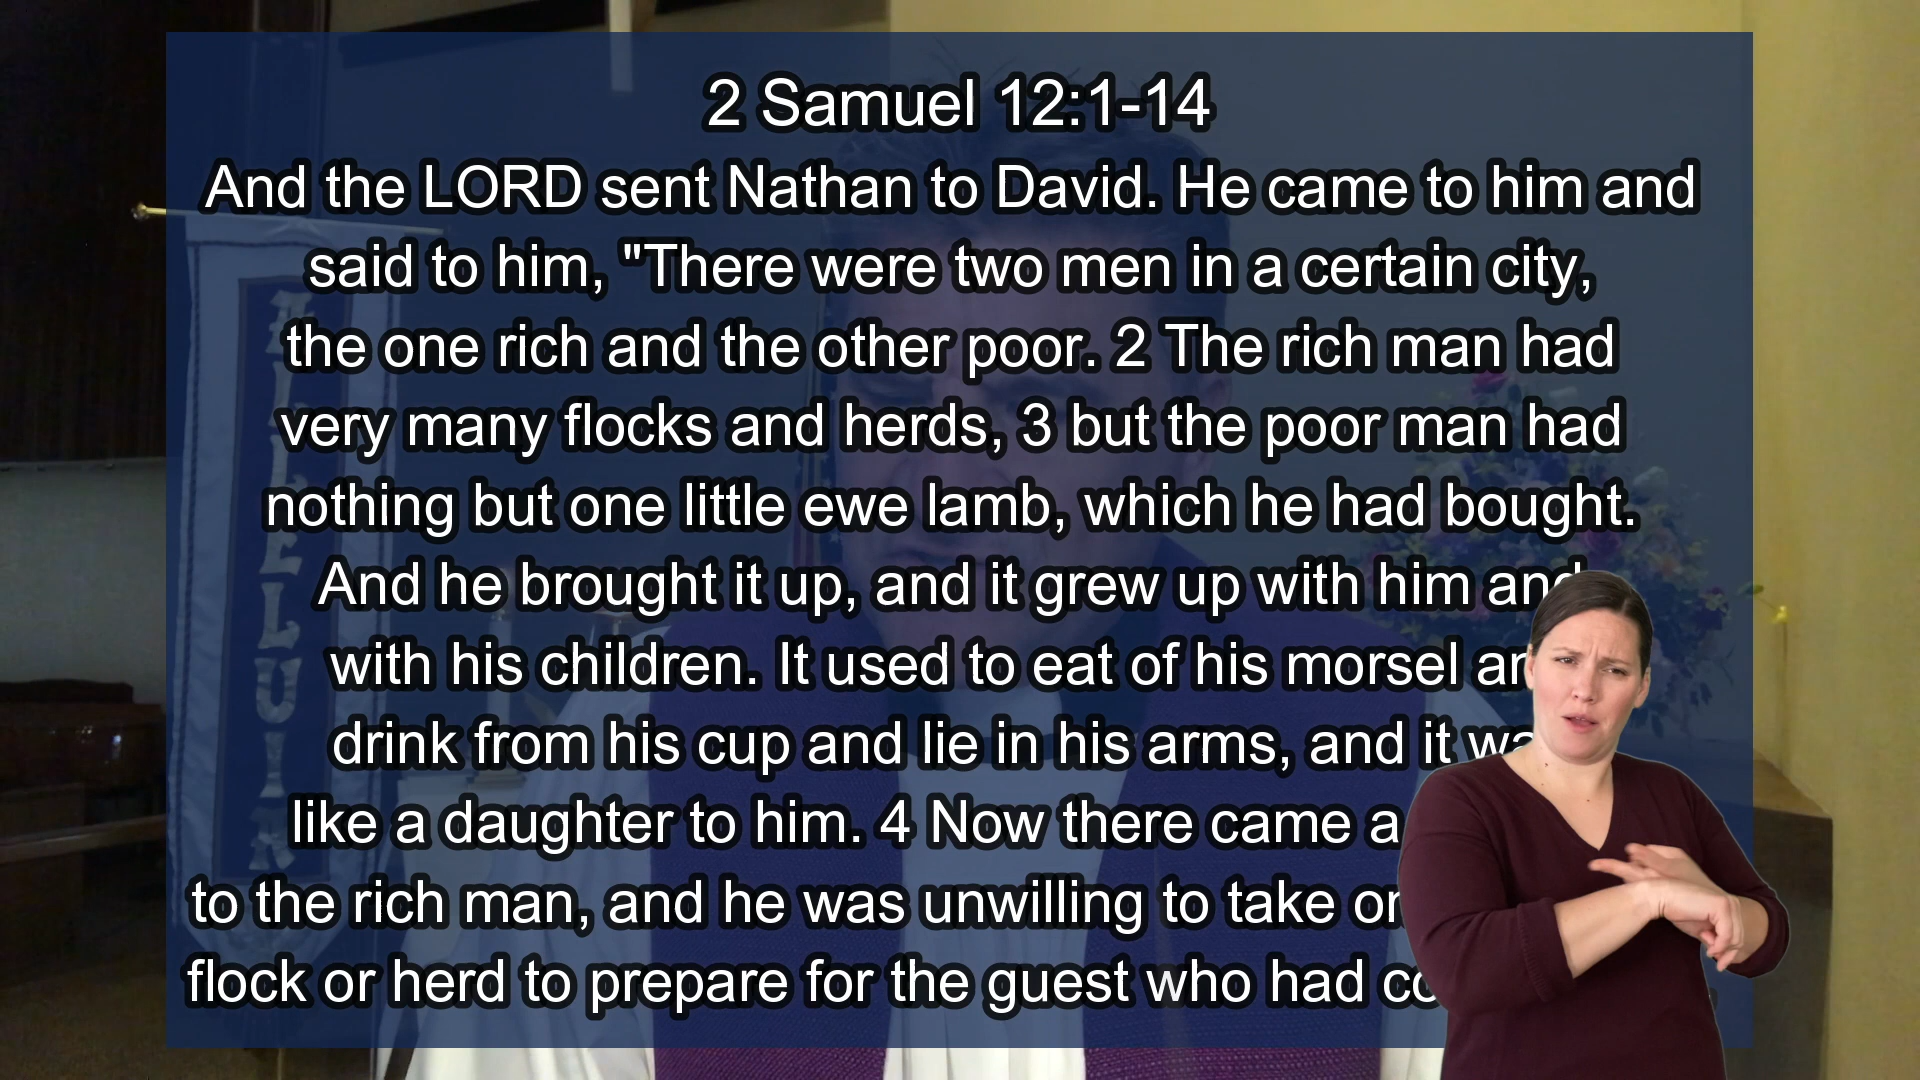 2 Samuel 12:1-14
And the LORD sent Nathan to David. He came to him and
said to him, "There were two men in a certain city,
the one rich and the other poor. 2 The rich man had
very many flocks and herds, 3 but the poor man had
nothing but one little ewe lamb, which he had bought.
And he brought it up, and it grew up with him and
with his children. It used to eat of his morsel
drink from his cup and lie in his arms, and it
like a daughter to him. 4 Now there came a
to the rich man, and he was unwilling to take
flock or herd to prepare for the guest who had
ALLELUIA